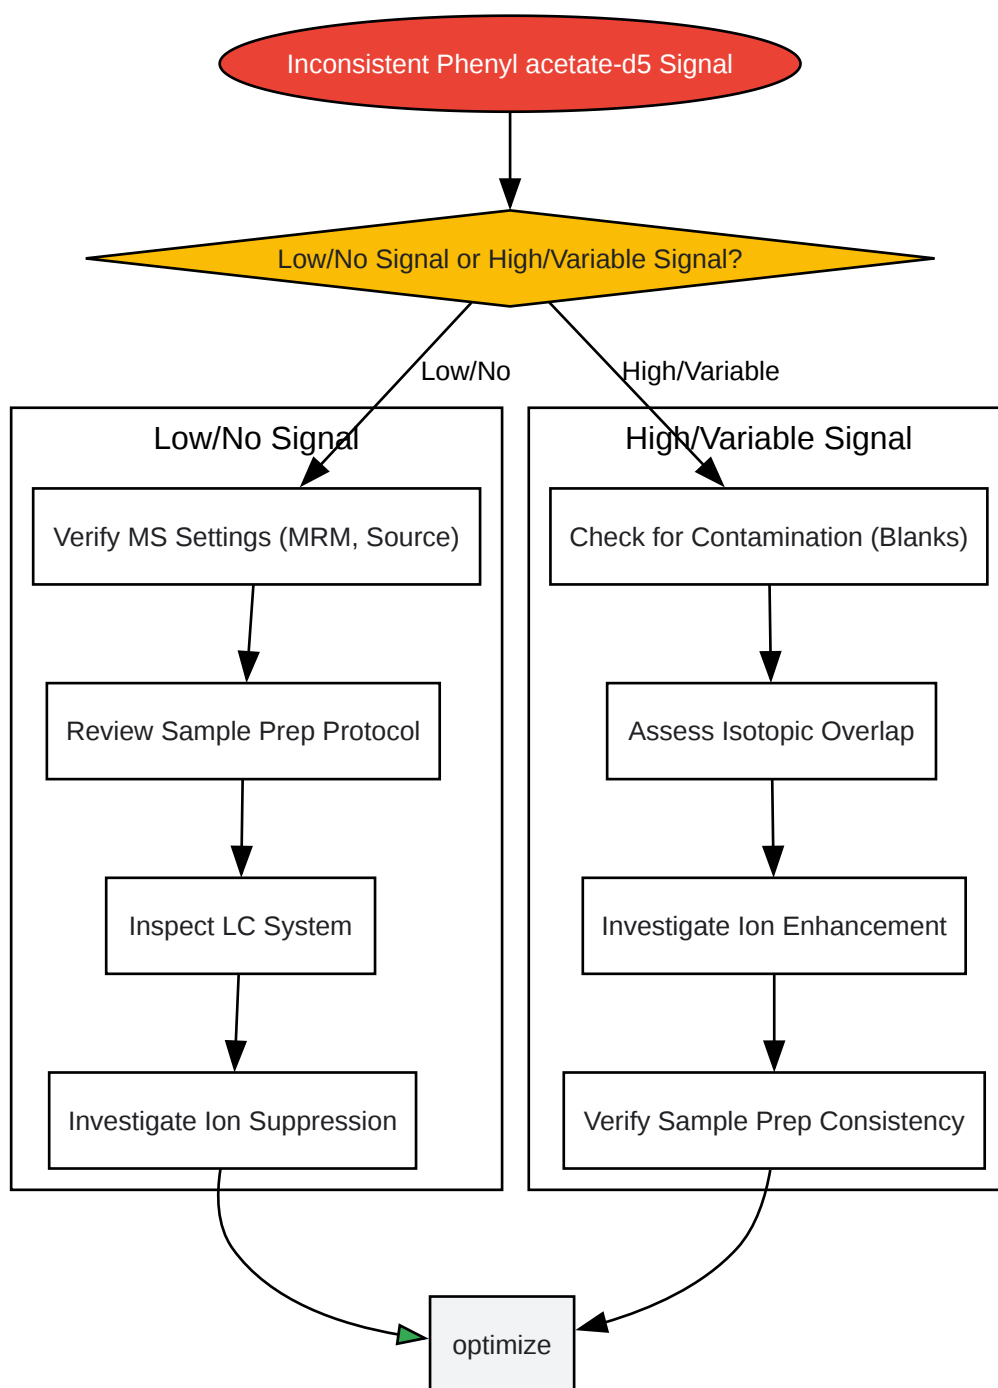 Inconsistent Phenyl acetate-d5 Signal
Low/No Signal or High/Variable Signal?
Low/No
High/Variable
Low/No Signal
Verify MS Settings (MRM, Source)
Review Sample Prep Protocol
Inspect LC System
Investigate Ion Suppression
High/Variable Signal
Check for Contamination (Blanks)
Assess Isotopic Overlap
Investigate Ion Enhancement
Verify Sample Prep Consistency
optimize